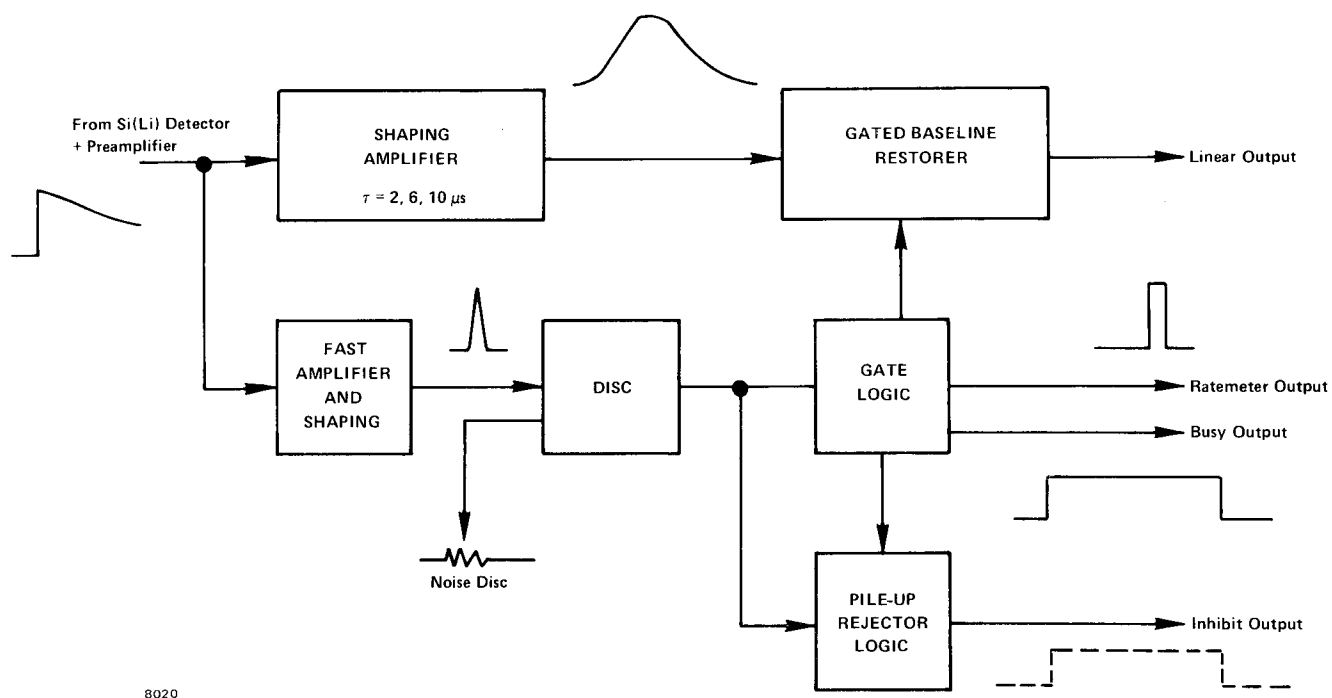 From Si(Li) Detector
+ Preamplifier
SHAPING
AMPLIFIER
τ = 2, 6, 10 μs
GATED BASELINE
RESTORER
Linear Output
FAST
AMPLIFIER
AND
SHAPING
DISC
GATE
LOGIC
Ratemeter Output
Busy Output
Noise Disc
PILE-UP
REJECTOR
LOGIC
Inhibit Output
8020